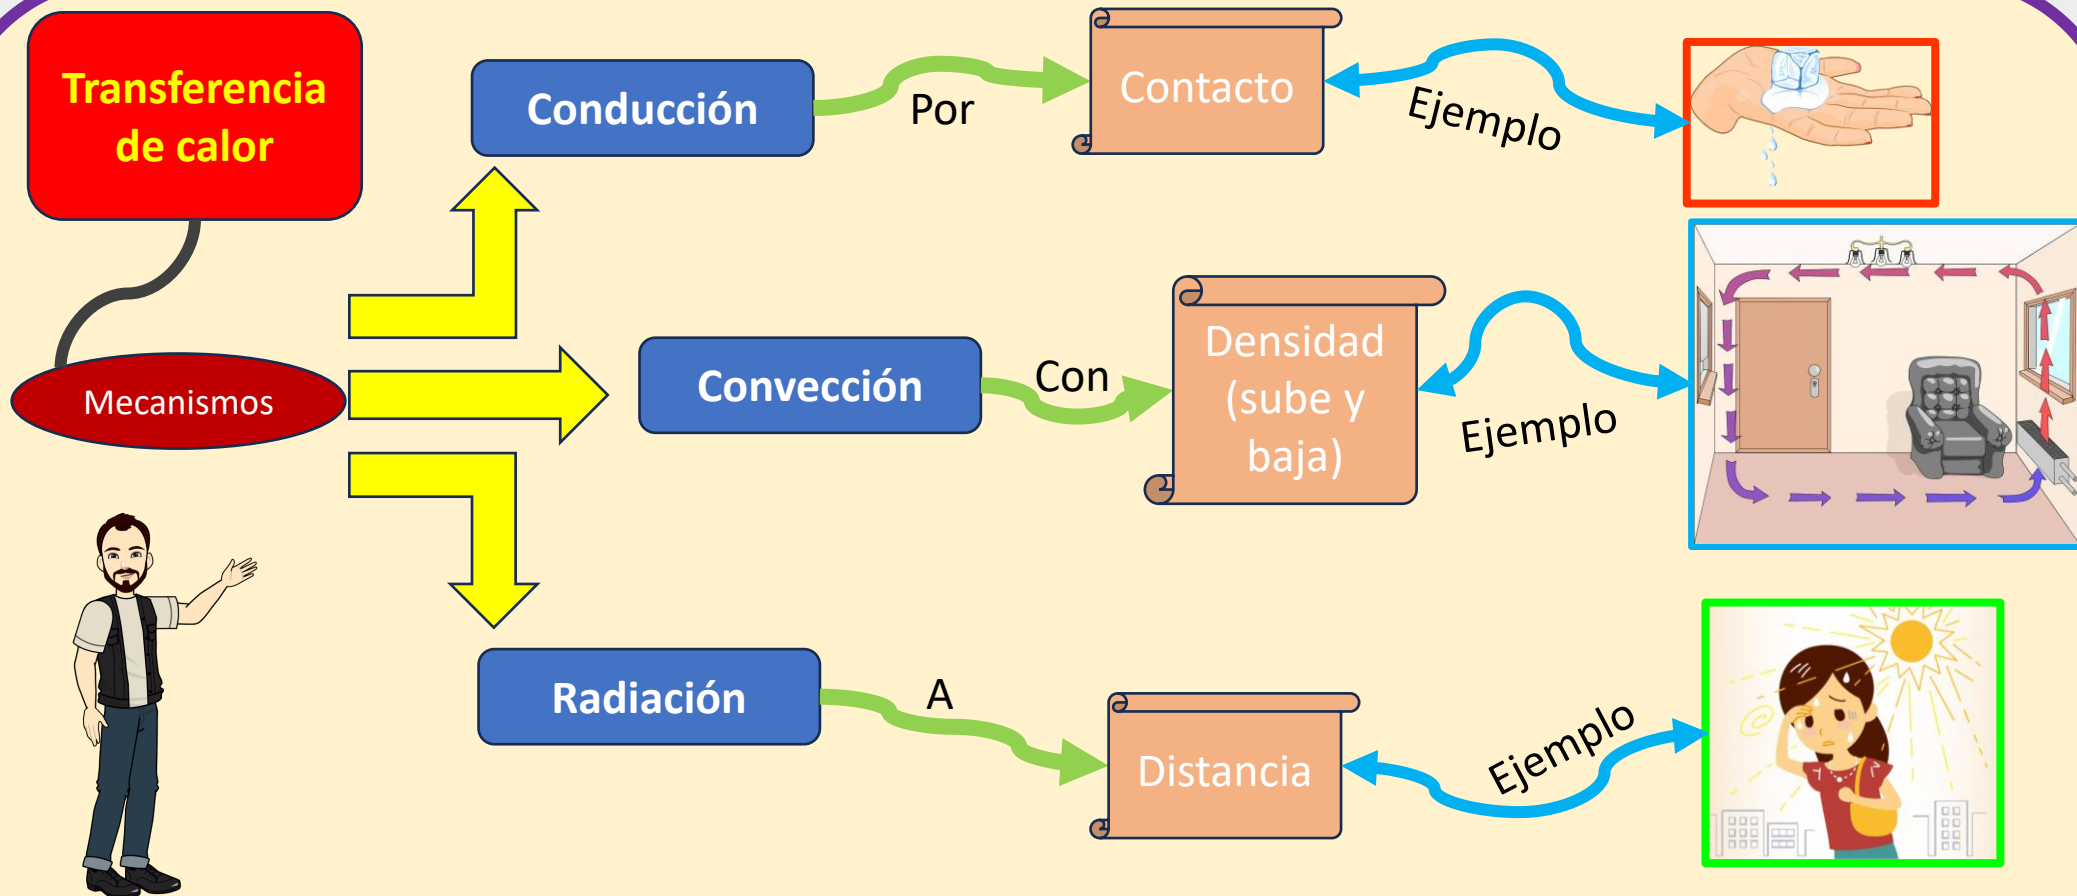 Transferencia
de calor
Mecanismos
Conducción
Por
Contacto
Ejemplo
Convección
Con
Densidad
(sube y
baja)
Ejemplo
Radiación
A
Distancia
Ejemplo